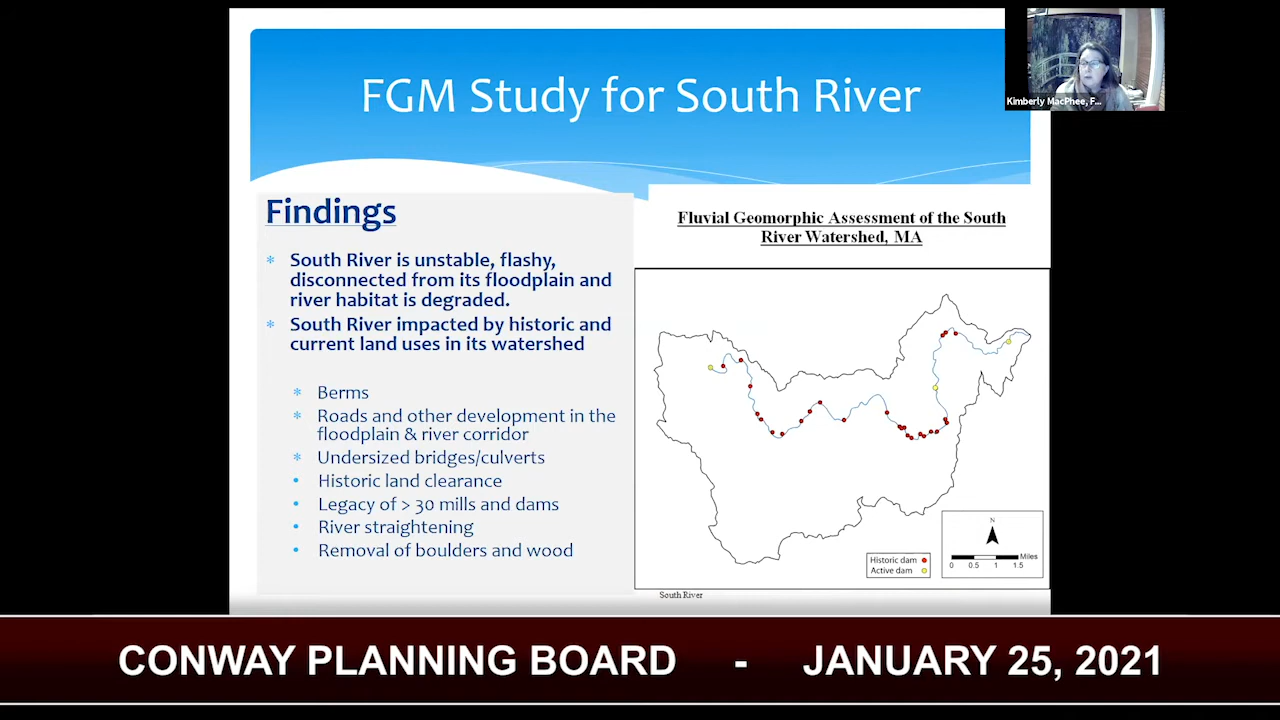 FGM Study for South River
Kimberly MacPhee, F...
Findings
South River is unstable, flashy,
disconnected from its floodplain and
river habitat is degraded.
South River impacted by historic and
current land uses in its watershed
Berms
Roads and other development in the
floodplain & river corridor
Undersized bridges/culverts
Historic land clearance
Legacy of > 30 mills and dams
River straightening
Removal of boulders and wood
Fluvial Geomorphic Assessment of the South
River Watershed, MA
Historic dam
Active dam
N
Miles
0 0.5 1 1.5
South River
CONWAY PLANNING BOARD - JANUARY 25, 2021